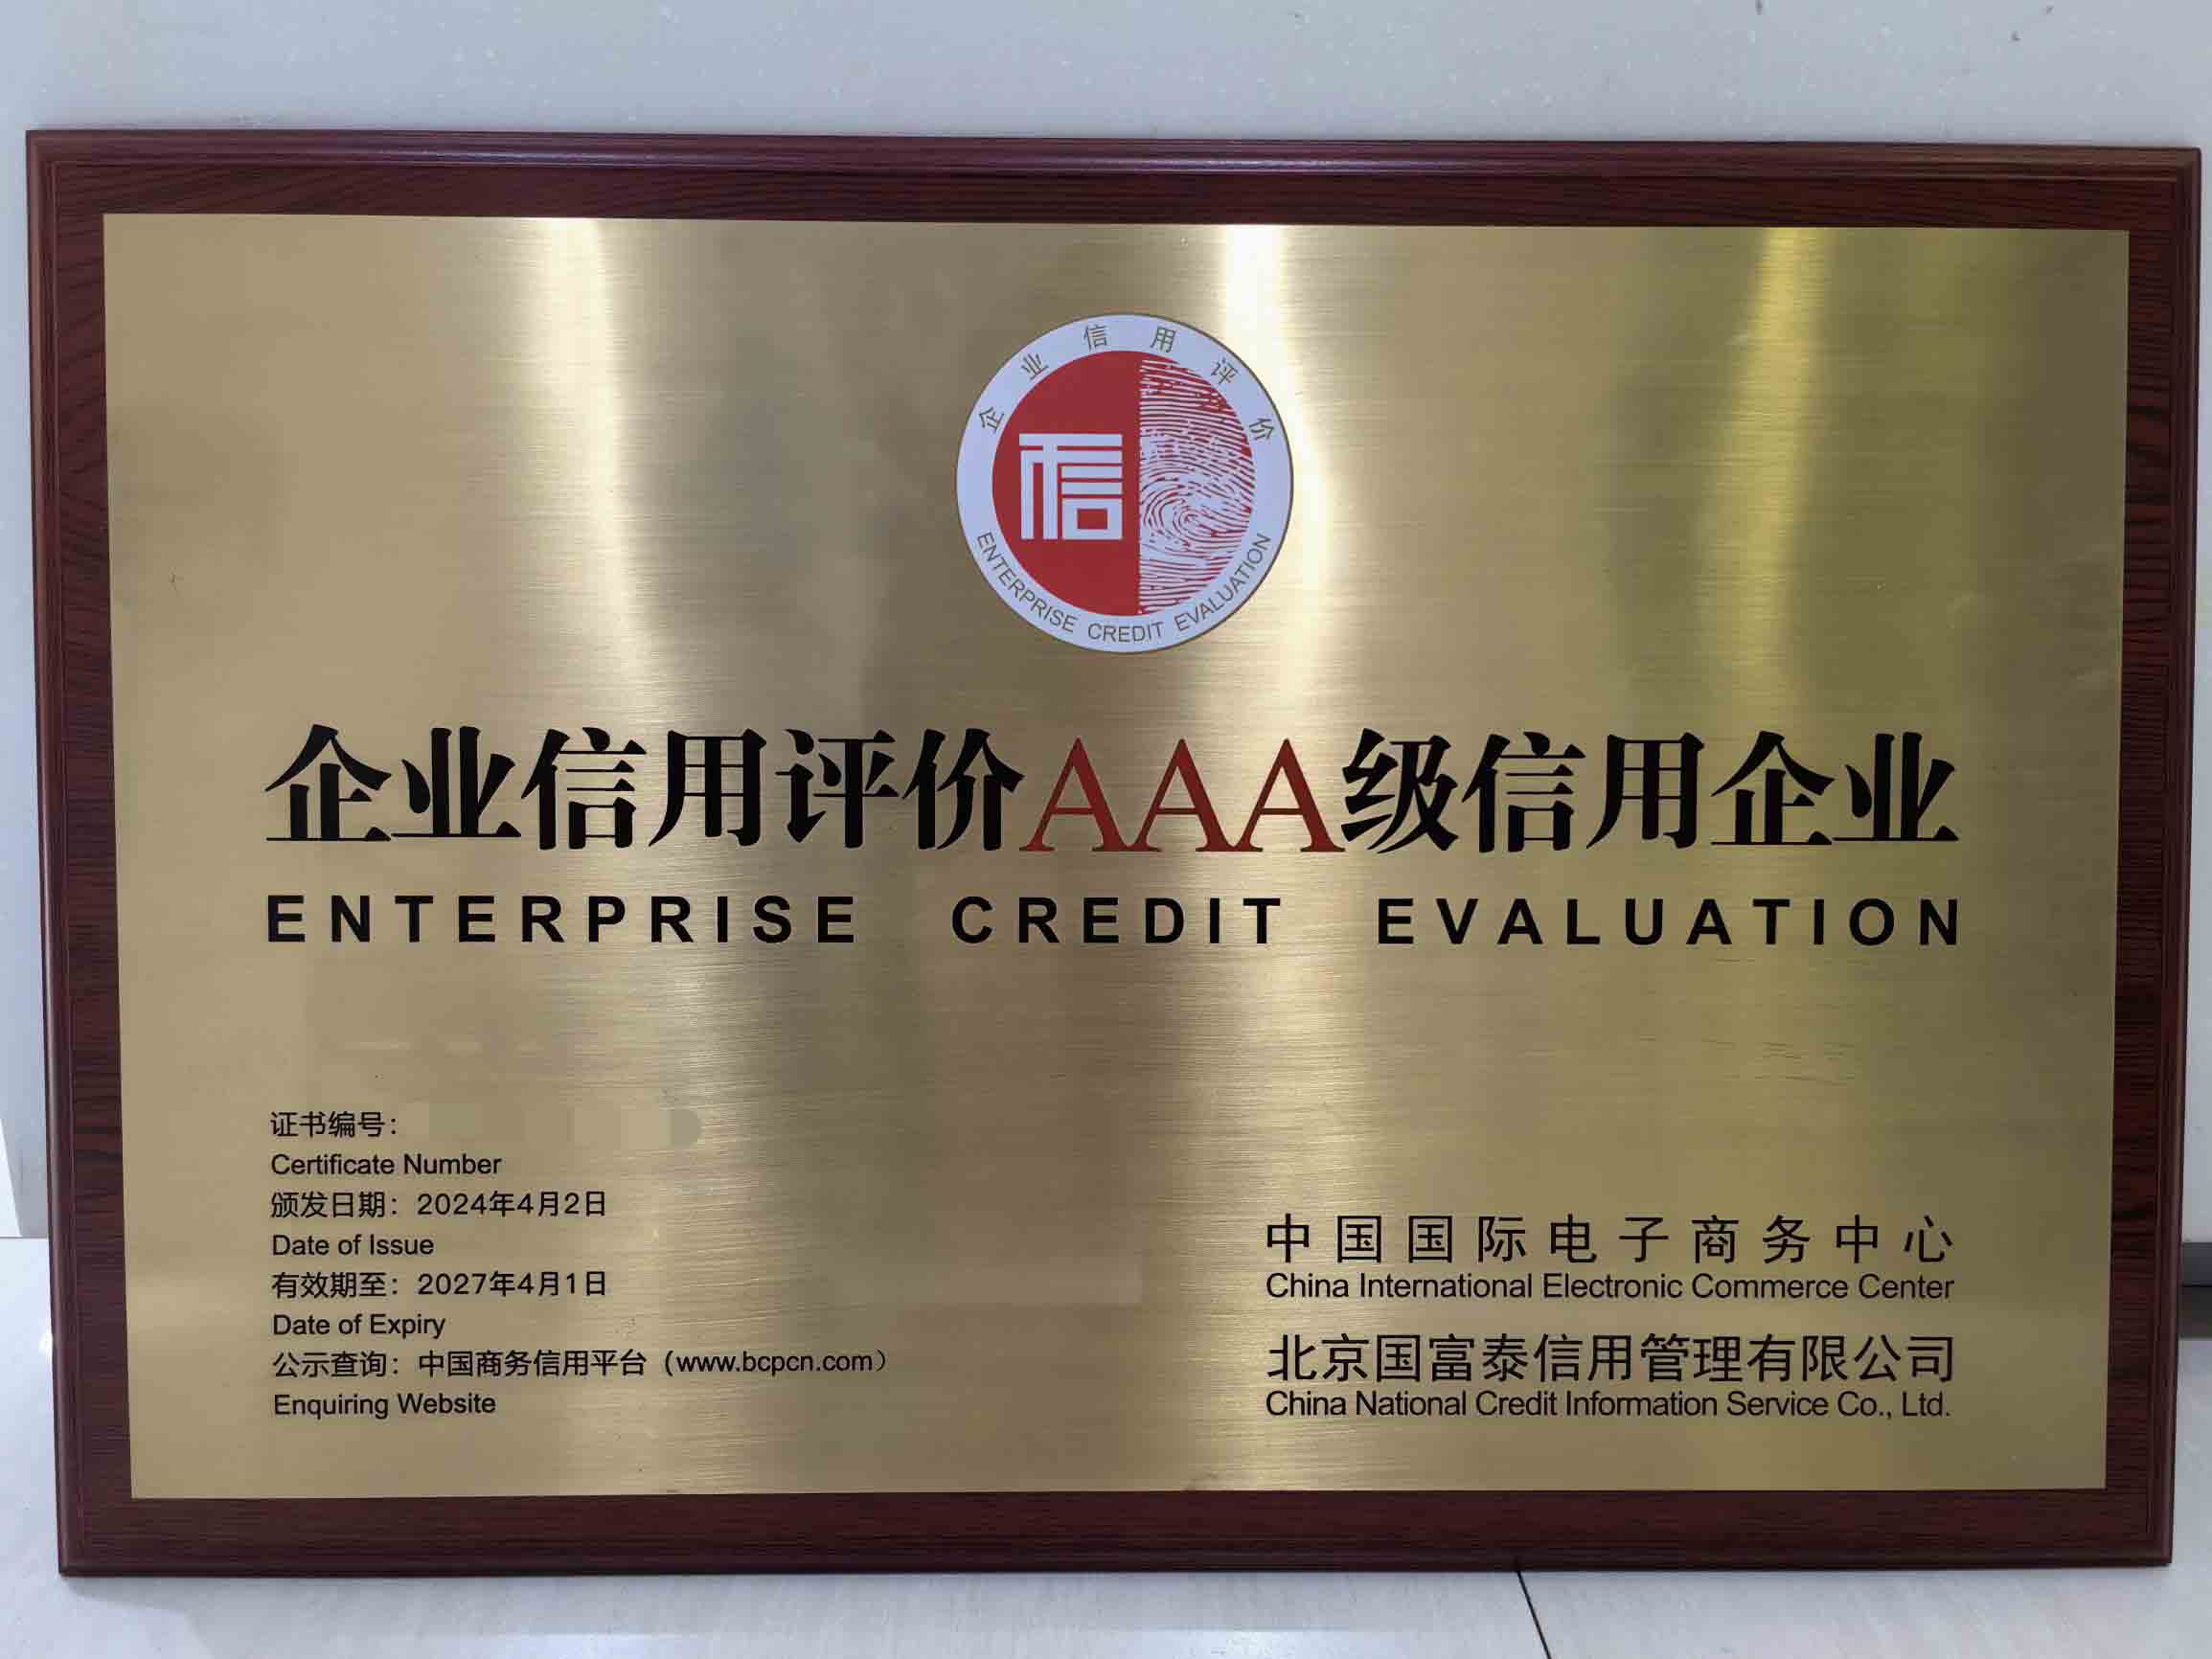 企业信用评价
信
ENTERPRISE CREDIT EVALUATION
企业信用评价AAA级信用企业
ENTERPRISE CREDIT EVALUATION
证书编号：
Certificate Number
颁发日期：2024年4月2日
Date of Issue
有效期至：2027年4月1日
Date of Expiry
公示查询：中国商务信用平台（www.bcpcn.com）
Enquiring Website
中国国际电子商务中心
China International Electronic Commerce Center
北京国富泰信用管理有限公司
China National Credit Information Service Co., Ltd.